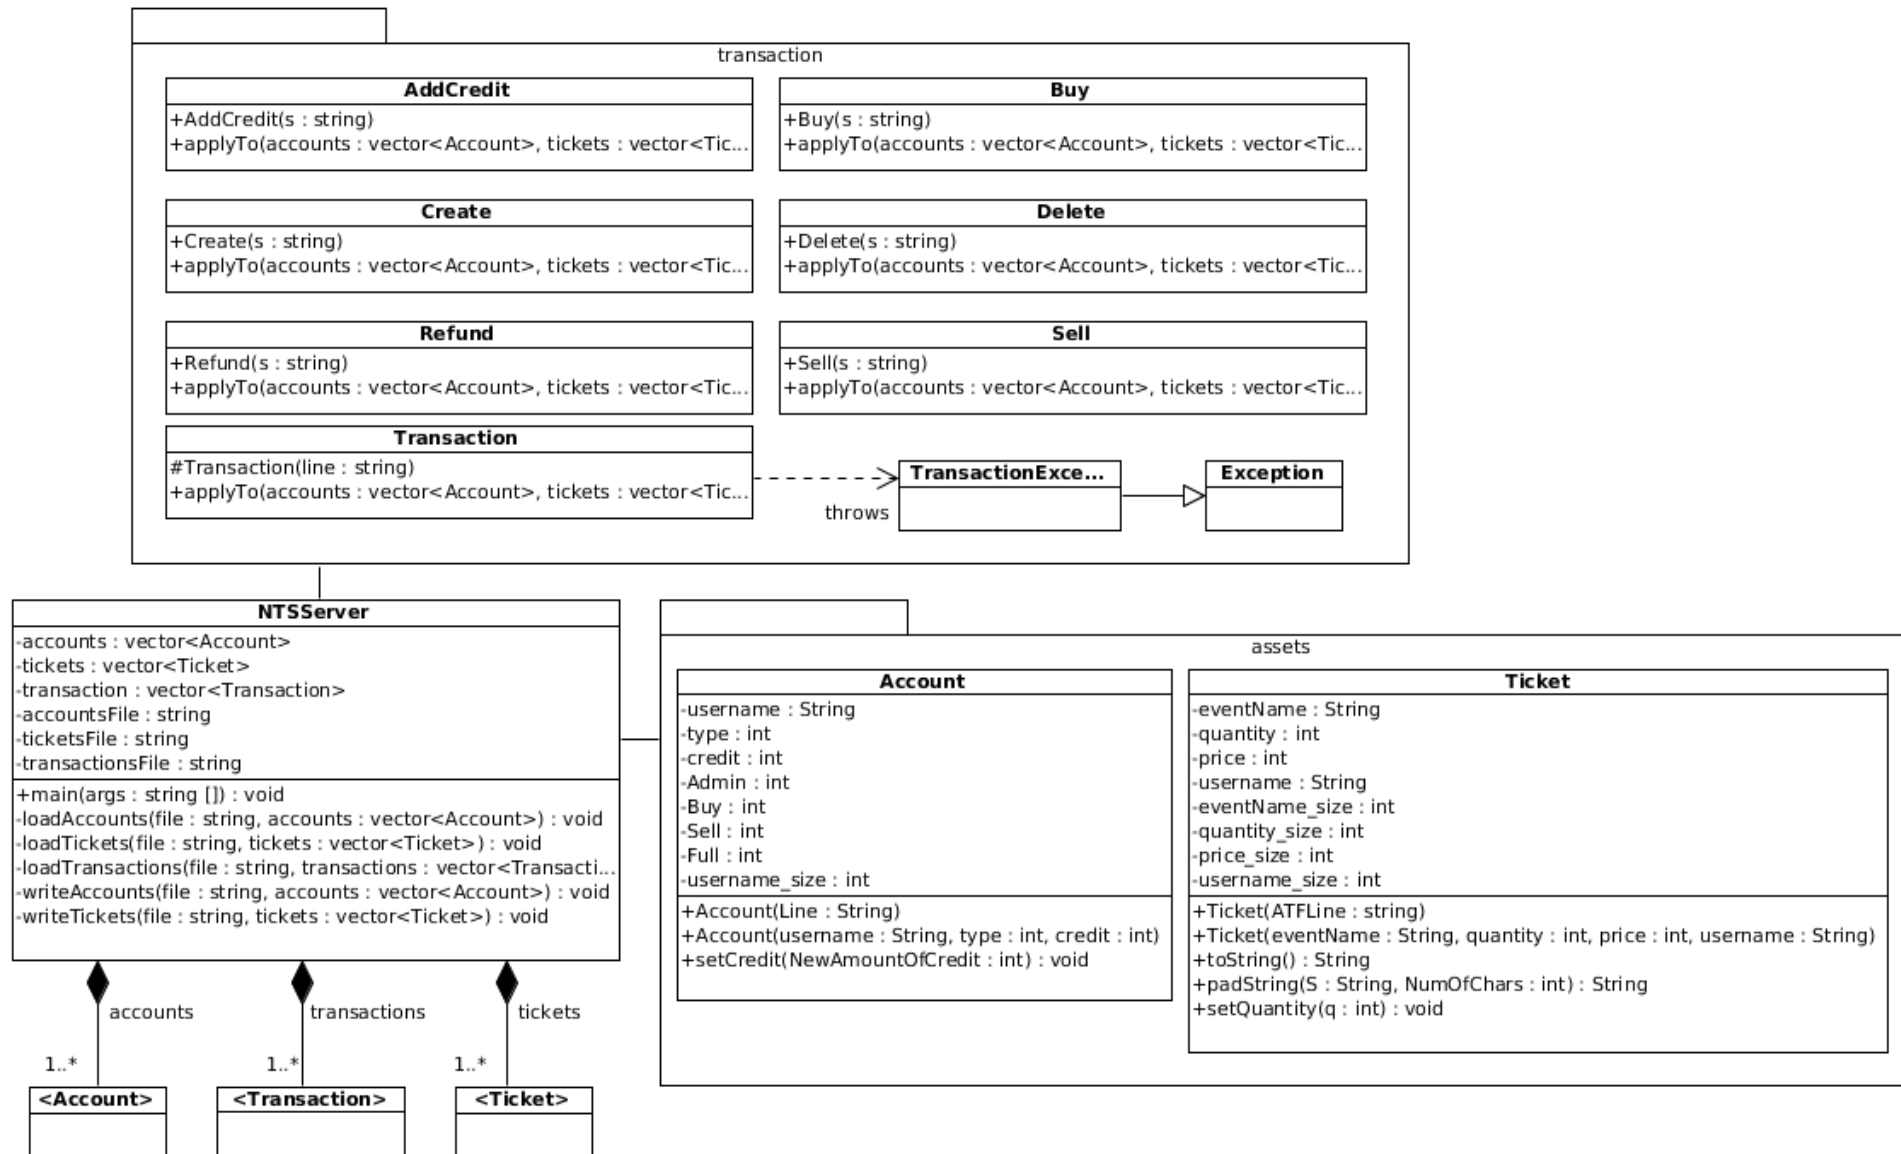 transaction
AddCredit
+AddCredit(s : string)
+applyTo(accounts : vector<Account>, tickets : vector<Tic...
Buy
+Buy(s : string)
+applyTo(accounts : vector<Account>, tickets : vector<Tic...
Create
+Create(s : string)
+applyTo(accounts : vector<Account>, tickets : vector<Tic...
Delete
+Delete(s : string)
+applyTo(accounts : vector<Account>, tickets : vector<Tic...
Refund
+Refund(s : string)
+applyTo(accounts : vector<Account>, tickets : vector<Tic...
Sell
+Sell(s : string)
+applyTo(accounts : vector<Account>, tickets : vector<Tic...
Transaction
#Transaction(line : string)
+applyTo(accounts : vector<Account>, tickets : vector<Tic...
throws
TransactionExce...
Exception
NTSServer
-accounts : vector<Account>
-tickets : vector<Ticket>
-transaction : vector<Transaction>
-accountsFile : string
-ticketsFile : string
-transactionsFile : string
+main(args : string []) : void
-loadAccounts(file : string, accounts : vector<Account>) : void
-loadTickets(file : string, tickets : vector<Ticket>) : void
-loadTransactions(file : string, transactions : vector<Transacti...
-writeAccounts(file : string, accounts : vector<Account>) : void
-writeTickets(file : string, tickets : vector<Ticket>) : void
assets
Account
-username : String
-type : int
-credit : int
-Admin : int
-Buy : int
-Sell : int
-Full : int
-username_size : int
+Account(Line : String)
+Account(username : String, type : int, credit : int)
+setCredit(NewAmountOfCredit : int) : void
Ticket
-eventName : String
-quantity : int
-price : int
-username : String
-eventName_size : int
-quantity_size : int
-price_size : int
-username_size : int
+Ticket(ATFLine : string)
+Ticket(eventName : String, quantity : int, price : int, username : String)
+toString() : String
+padString(S : String, NumOfChars : int) : String
+setQuantity(q : int) : void
accounts
transactions
tickets
1..*
1..*
1..*
<Account>
<Transaction>
<Ticket>